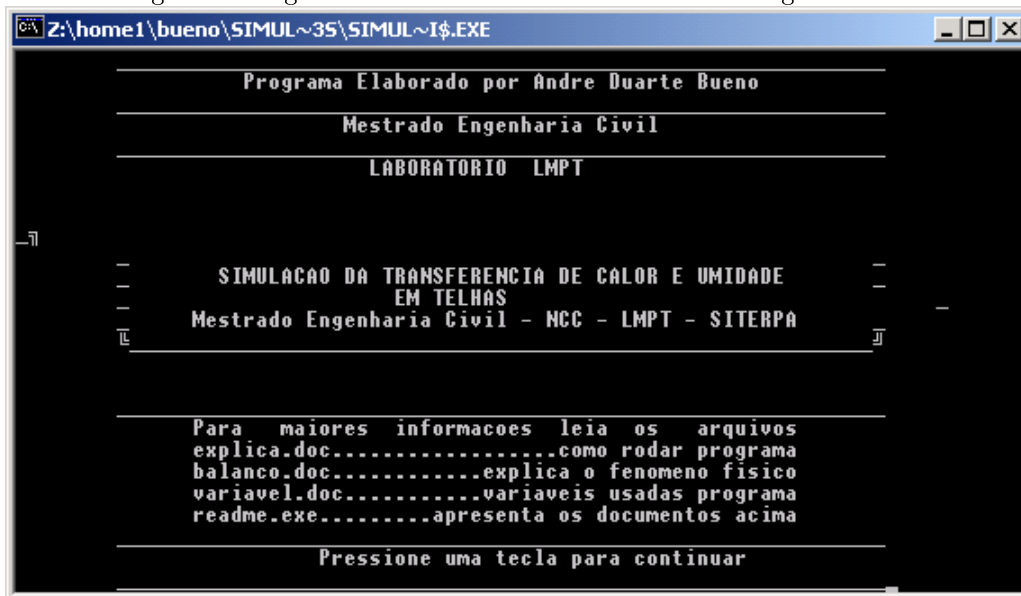 Z:\home1\bueno\SIMUL~3S\SIMUL~I$.EXE
Programa Elaborado por Andre Duarte Bueno
Mestrado Engenharia Civil
LABORATORIO LMPT
SIMULACAO DA TRANSFERENCIA DE CALOR E UMIDADE
EM TELHAS
Mestrado Engenharia Civil - NCC - LMPT - SITERPA
Para maiores informacoes leia os arquivos
explica.doc..................como rodar programa
balanco.doc............explica o fenomeno fisico
variavel.doc...........variaveis usadas programa
readme.exe.........apresenta os documentos acima
Pressione uma tecla para continuar